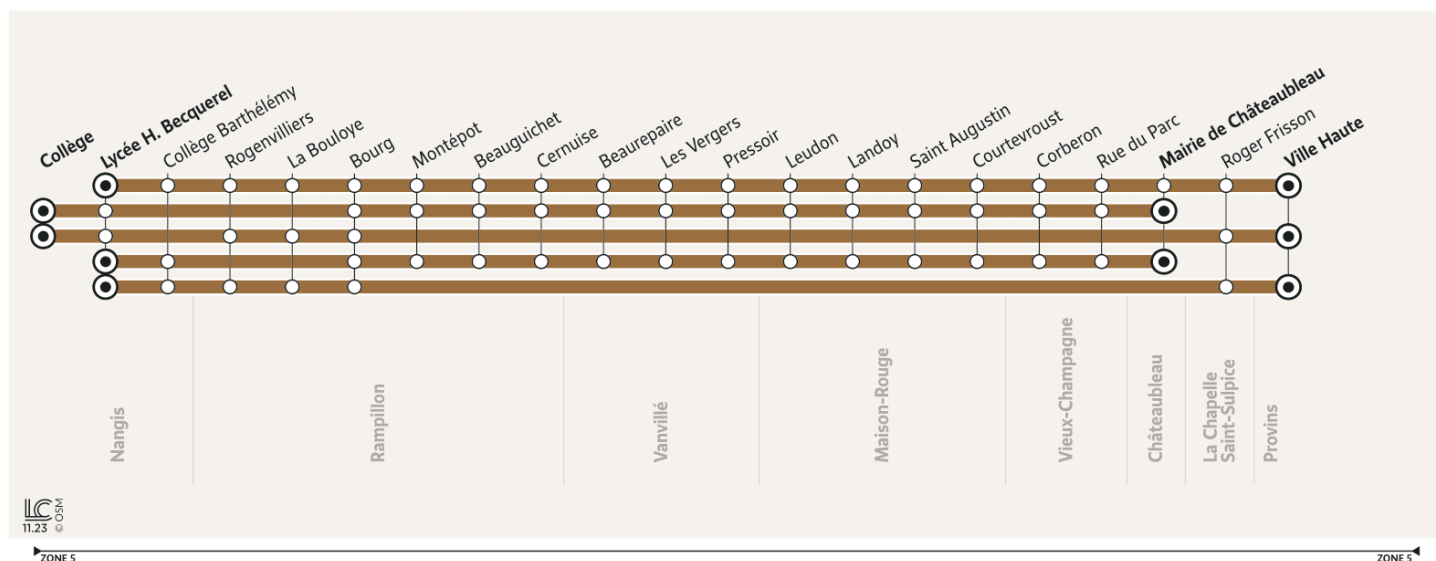 Collège
Lycée H. Becquerel
Collège Barthélémy
Rogenvilliers
La Bouloye
Bourg
Montépot
Beauguichet
Cernuise
Beaurepaire
Les Vergers
Pressoir
Leudon
Landoy
Saint Augustin
Courtevroust
Corberon
Rue du Parc
Mairie de Châteaubleau
Roger Frisson
Ville Haute
Nangis
Rampillon
Vanvillé
Maison-Rouge
Vieux-Champagne
Châteaubleau
La Chapelle
Saint-Sulpice
Provins
LC
11.23
© OSM
ZONE 5
ZONE 5